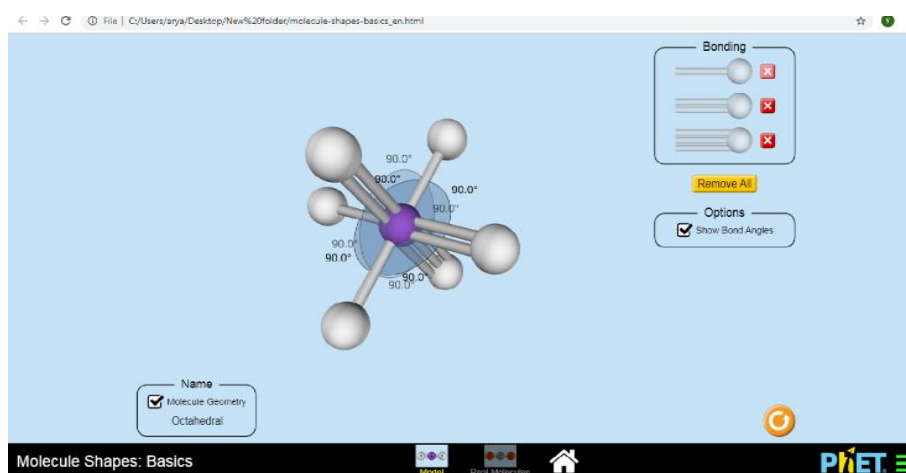 File | C:/Users/arya/Desktop/New%20folder/molecule-shapes-basics_en.html
Bonding
90.0°
90.0°
90.0°
90.0°
Remove All
Options
Show Bond Angles
90.0°
90.0°
90.0°
90.0°
Name
Molecule Geometry
Octahedral
Molecule Shapes: Basics
Model
Real Molecules
PhET